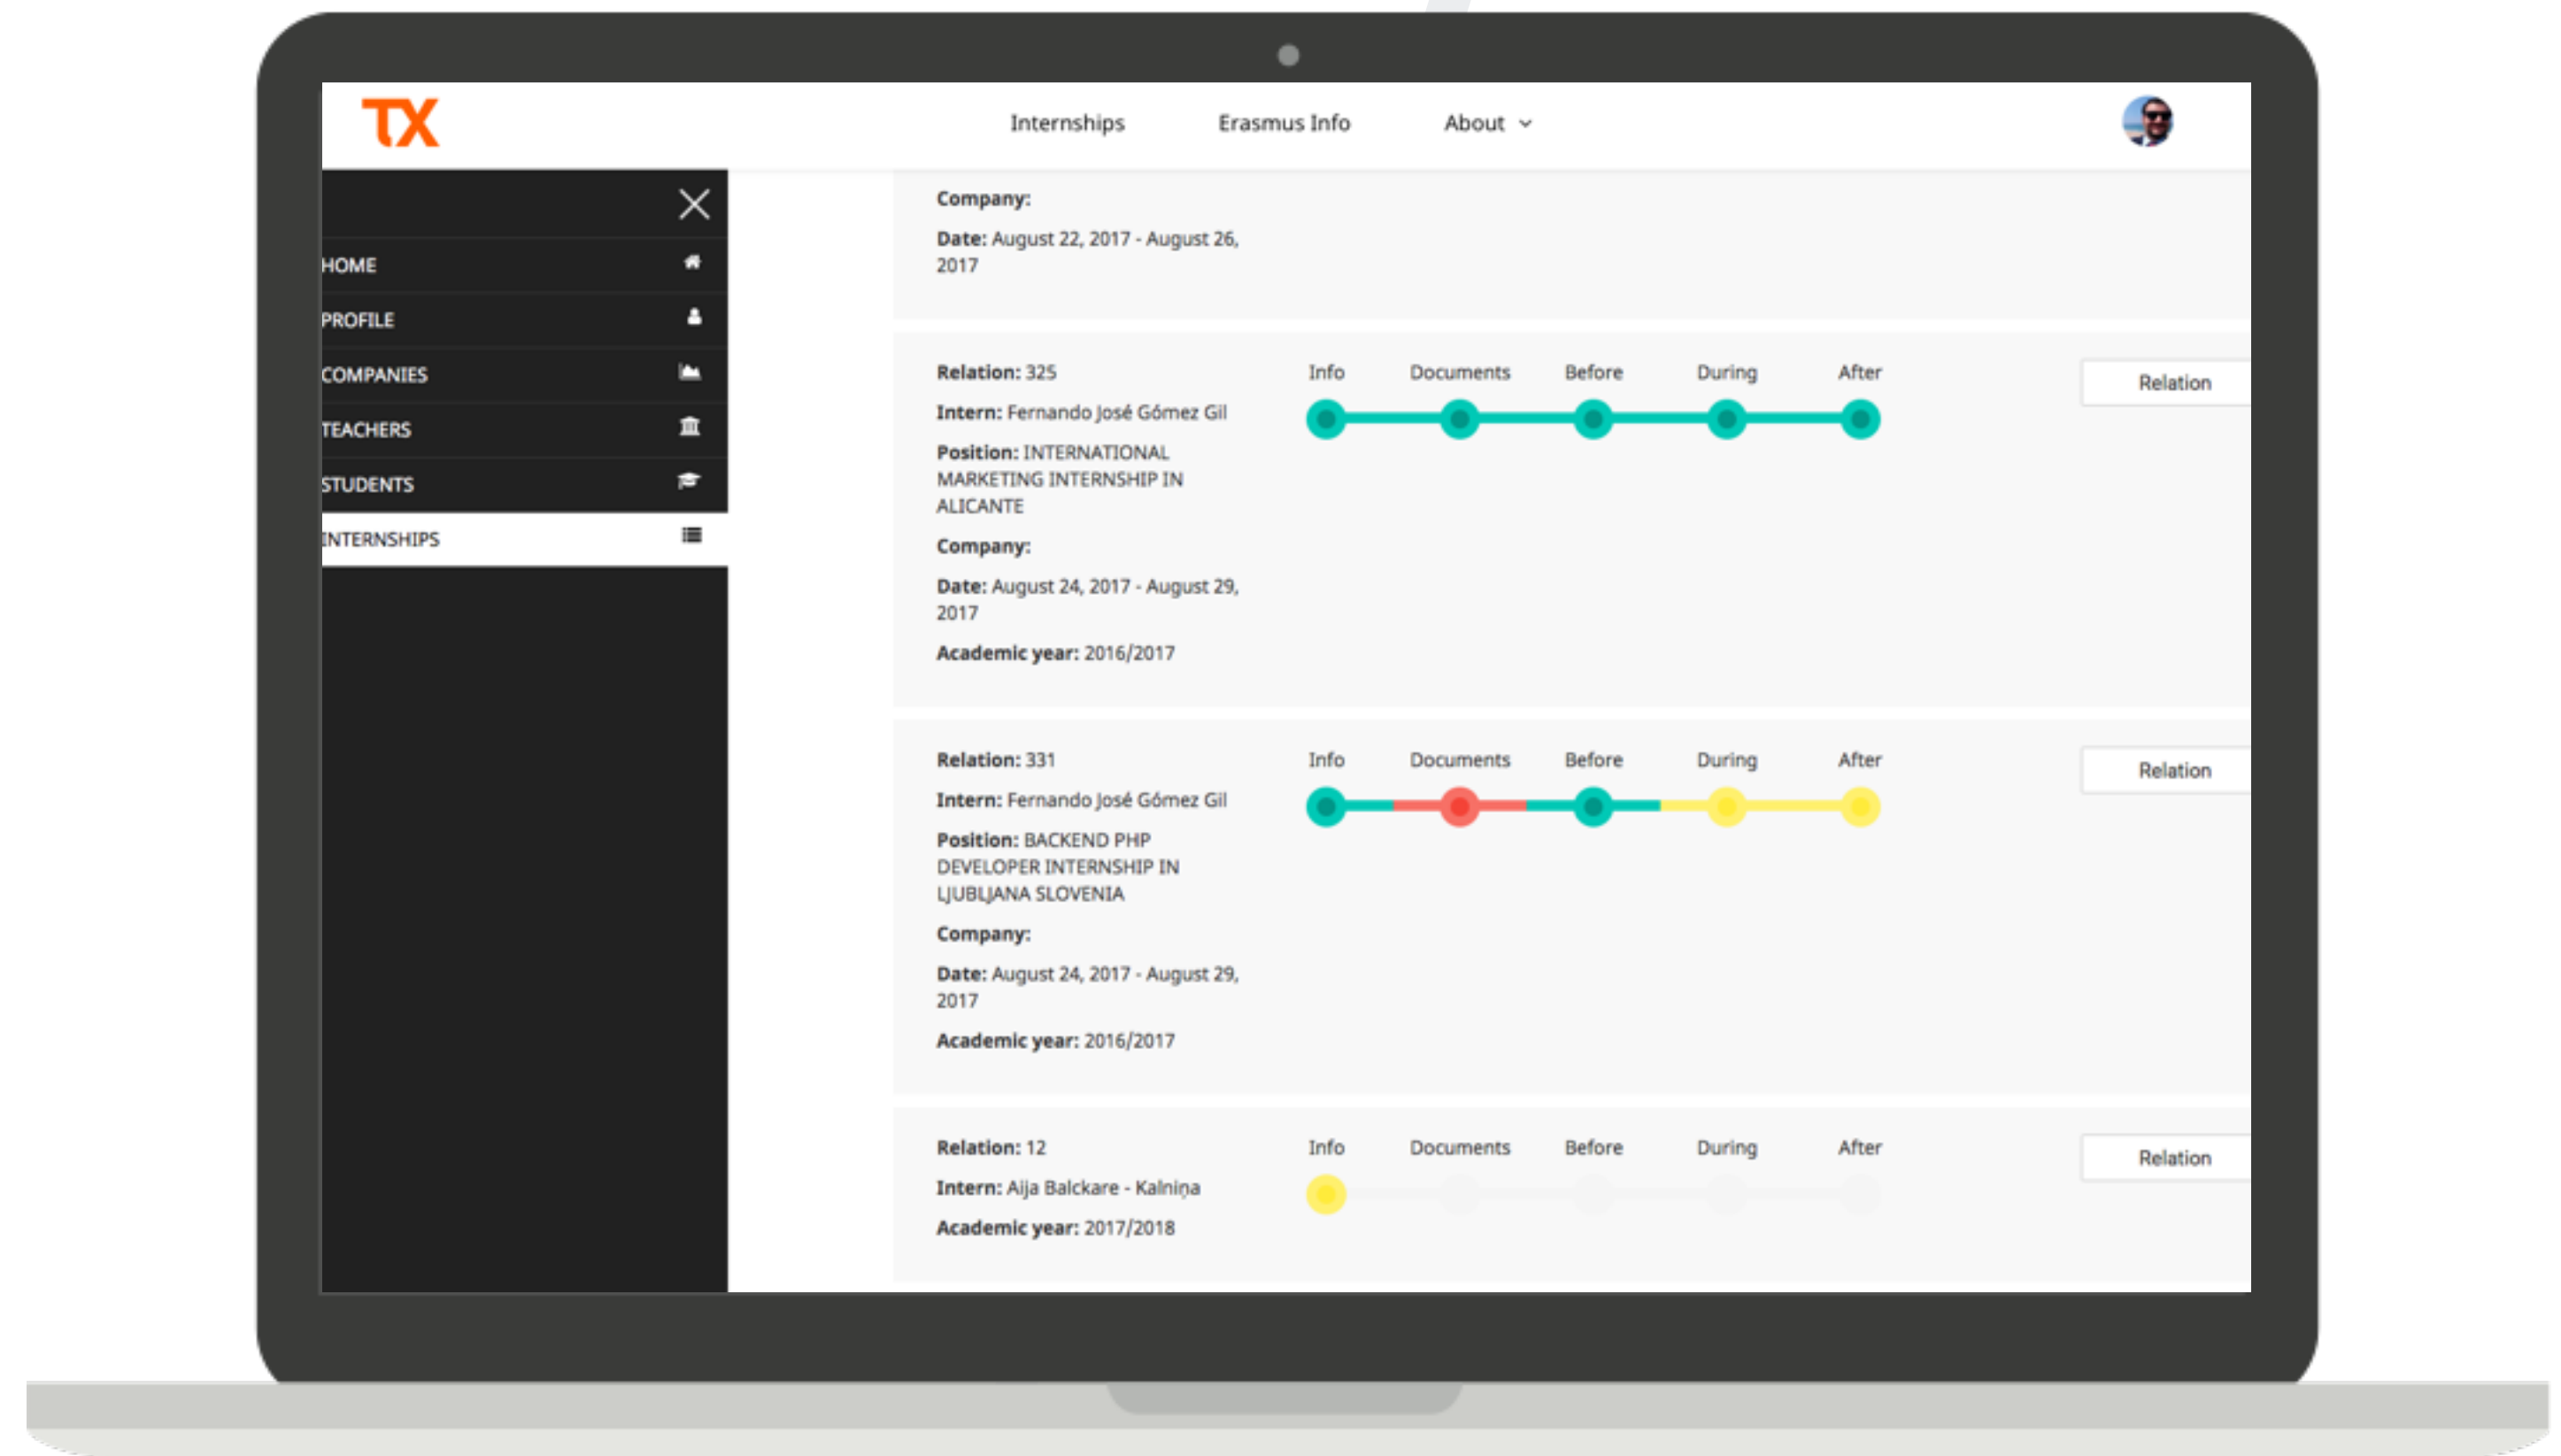 TX
Internships
Erasmus Info
About
HOME
PROFILE
COMPANIES
TEACHERS
STUDENTS
INTERNSHIPS
Company:
Date: August 22, 2017 - August 26,
2017
Relation: 325
Intern: Fernando José Gómez Gil
Position: INTERNATIONAL
MARKETING INTERNSHIP IN
ALICANTE
Company:
Date: August 24, 2017 - August 29,
2017
Academic year: 2016/2017
Info Documents Before During After
Relation
Relation: 331
Intern: Fernando José Gómez Gil
Position: BACKEND PHP
DEVELOPER INTERNSHIP IN
LJUBLJANA SLOVENIA
Company:
Date: August 24, 2017 - August 29,
2017
Academic year: 2016/2017
Info Documents Before During After
Relation
Relation: 12
Intern: Aija Balckare - Kalniņa
Academic year: 2017/2018
Info Documents Before During After
Relation